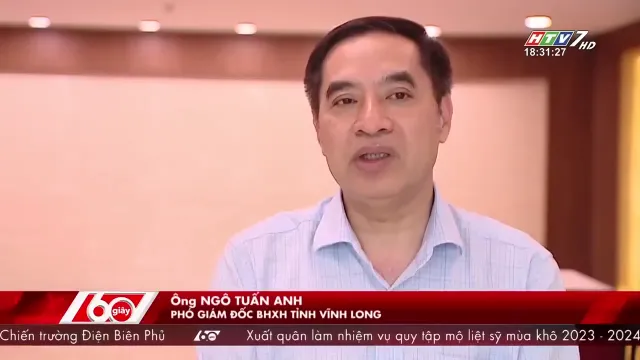 HTV7 HD
18:31:27
Ông NGÔ TUẤN ANH
PHÓ GIÁM ĐỐC BHXH TỈNH VĨNH LONG
60 giây
Chiến trường Điện Biên Phủ 60 Xuất quân làm nhiệm vụ quy tập mộ liệt sỹ mùa khô 2023 - 2024